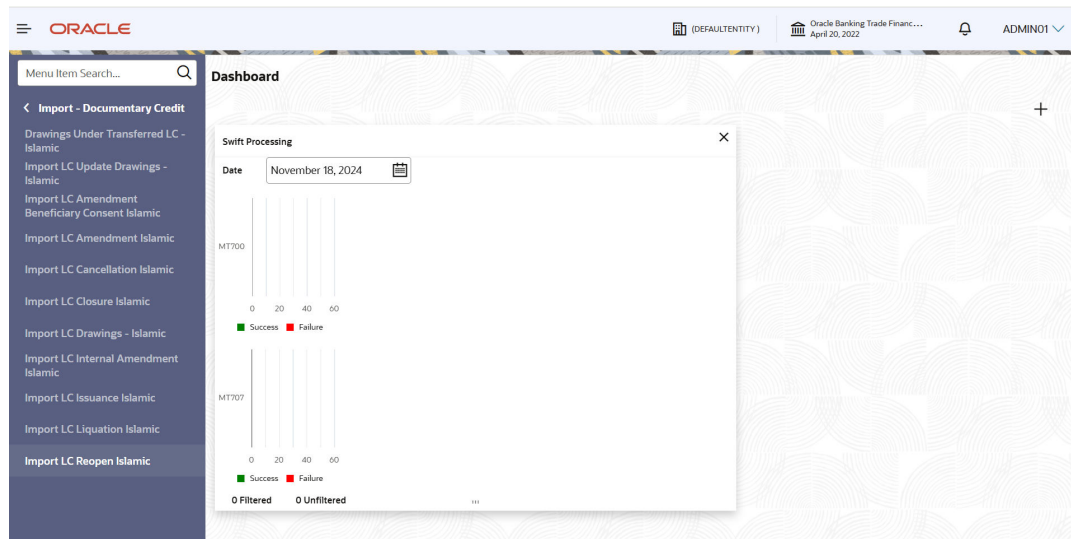 ORACLE
(DEFAULTENTITY )
Oracle Banking Trade Financ...
April 20, 2022
ADMIN01
Menu Item Search...
Import - Documentary Credit
Drawings Under Transferred LC -
Islamic
Import LC Update Drawings -
Islamic
Import LC Amendment
Beneficiary Consent Islamic
Import LC Amendment Islamic
Import LC Cancellation Islamic
Import LC Closure Islamic
Import LC Drawings - Islamic
Import LC Internal Amendment
Islamic
Import LC Issuance Islamic
Import LC Liquation Islamic
Import LC Reopen Islamic
Dashboard
Swift Processing
Date November 18, 2024
MT700
0 20 40 60
Success Failure
MT707
0 20 40 60
Success Failure
0 Filtered 0 Unfiltered